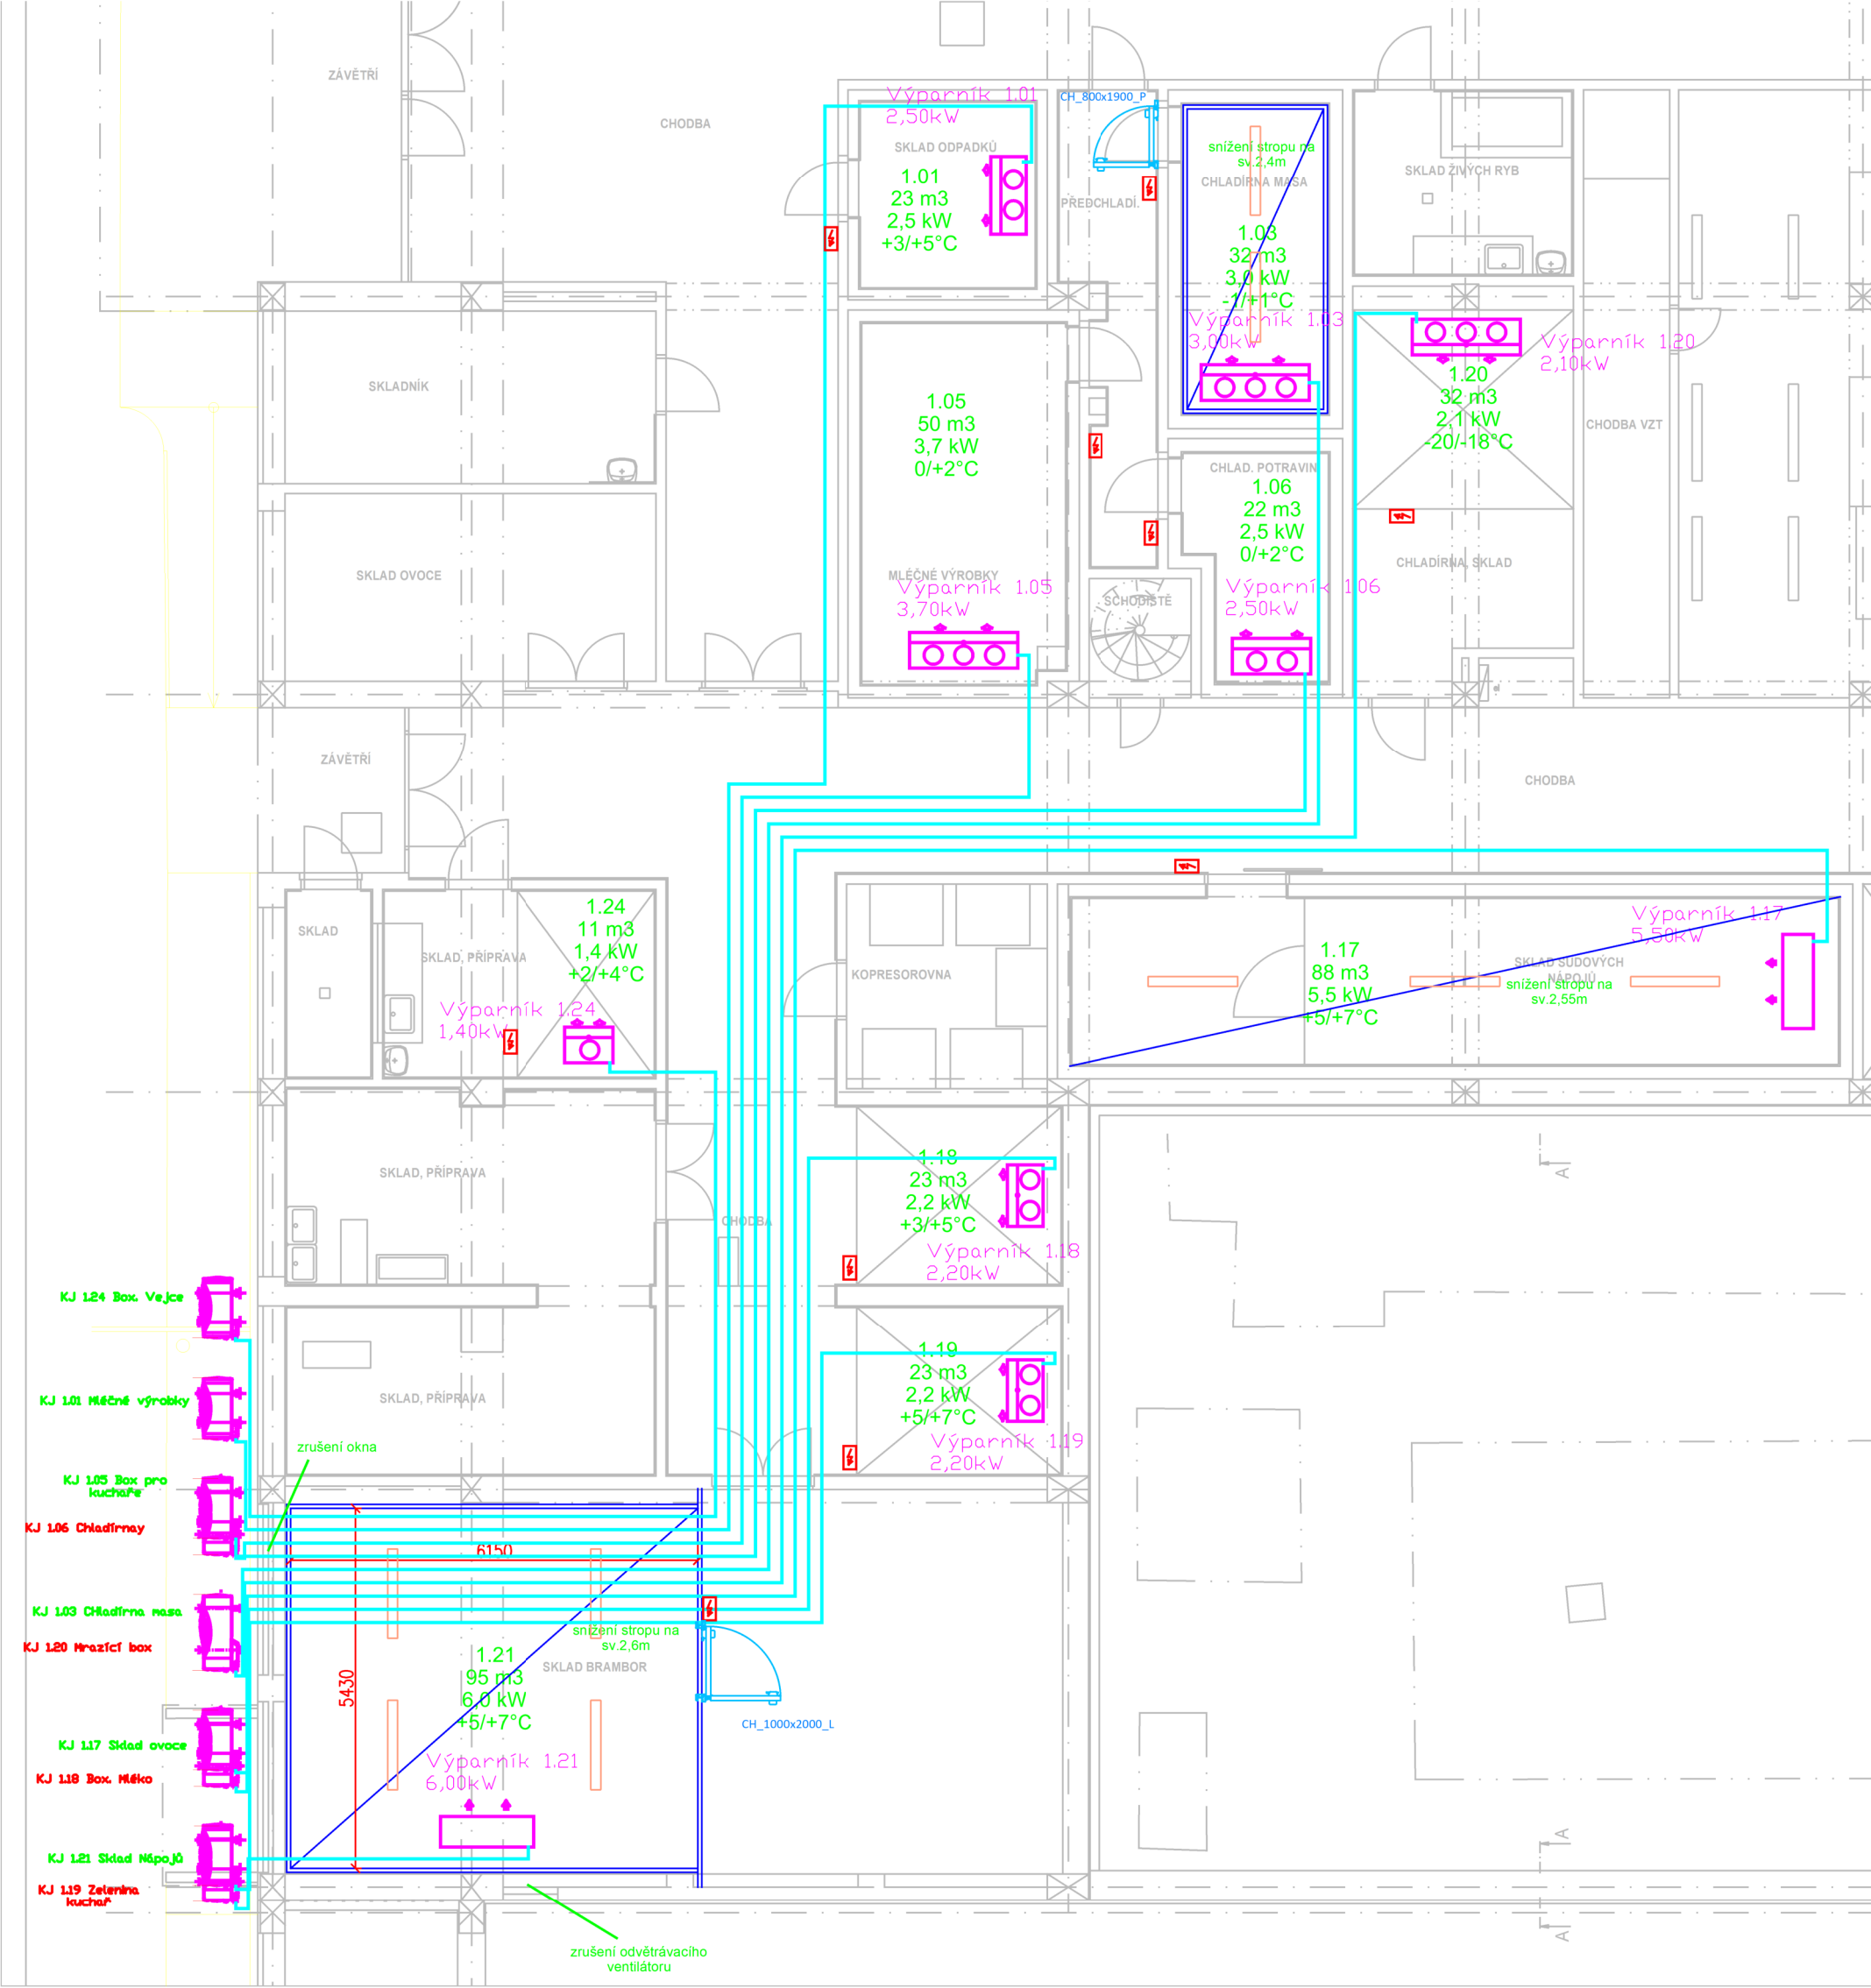 ZÁVĚTŘÍ
CHODBA
Výparník 1.01
2,50kW
SKLAD ODPADKŮ
1.01
23 m3
2,5 kW
+3/+5°C
CH_800x1900_P
PŘEDCHLADÍ.
snížení stropu na
sv.2,4m
CHLADÍRNA MASA
1.03
32 m3
3,0 kW
-1/+1°C
Výparník 1.03
3,00kW
SKLAD ŽIVÝCH RYB
Výparník 1.20
2,10kW
1.20
32 m3
2,1 kW
-20/-18°C
CHODBA VZT
CHLADÍRNA, SKLAD
SKLADNÍK
1.05
50 m3
3,7 kW
0/+2°C
MLÉČNÉ VÝROBKY
Výparník 1.05
3,70kW
CHLAD. POTRAVIN
1.06
22 m3
2,5 kW
0/+2°C
Výparník 1.06
2,50kW
SCHODIŠTĚ
SKLAD OVOCE
ZÁVĚTŘÍ
CHODBA
SKLAD
SKLAD, PŘÍPRAVA
1.24
11 m3
1,4 kW
+2/+4°C
Výparník 1.24
1,40kW
KOPRESOROVNA
Výparník 1.17
5,50kW
1.17
88 m3
5,5 kW
+5/+7°C
SKLAD SUDOVÝCH
NÁPOJŮ
snížení stropu na
sv.2,55m
SKLAD, PŘÍPRAVA
CHODBA
1.18
23 m3
2,2 kW
+3/+5°C
Výparník 1.18
2,20kW
A
KJ 1.24 Box. Vejce
1.19
23 m3
2,2 kW
+5/+7°C
Výparník 1.19
2,20kW
SKLAD, PŘÍPRAVA
KJ 1.01 Mléčné výrobky
zrušení okna
KJ 1.05 Box pro
kuchaře
KJ 1.06 Chladírnay
6150
5430
KJ 1.03 CHladírna masa
KJ 1.20 Mrazící box
snížení stropu na
sv.2,6m
SKLAD BRAMBOR
1.21
95 m3
6,0 kW
+5/+7°C
CH_1000x2000_L
Výparník 1.21
6,00kW
KJ 1.17 Sklad ovoce
KJ 1.18 Box. Mléko
KJ 1.21 Sklad Nápojů
KJ 1.19 Zelenina
kuchař
A
A
zrušení odvětrávacího
ventilátoru